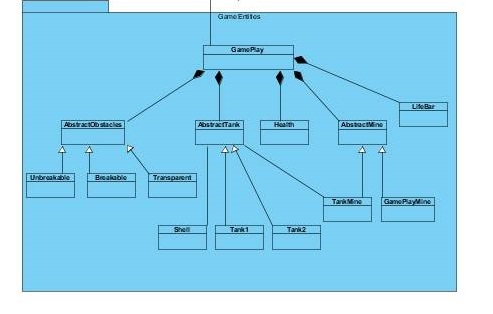 Game Entities
GamePlay
LifeBar
AbstractObstacles
AbstractTank
Health
AbstractMine
Unbreakable
Breakable
Transparent
TankMine
GamePlayMine
Shell
Tank1
Tank2